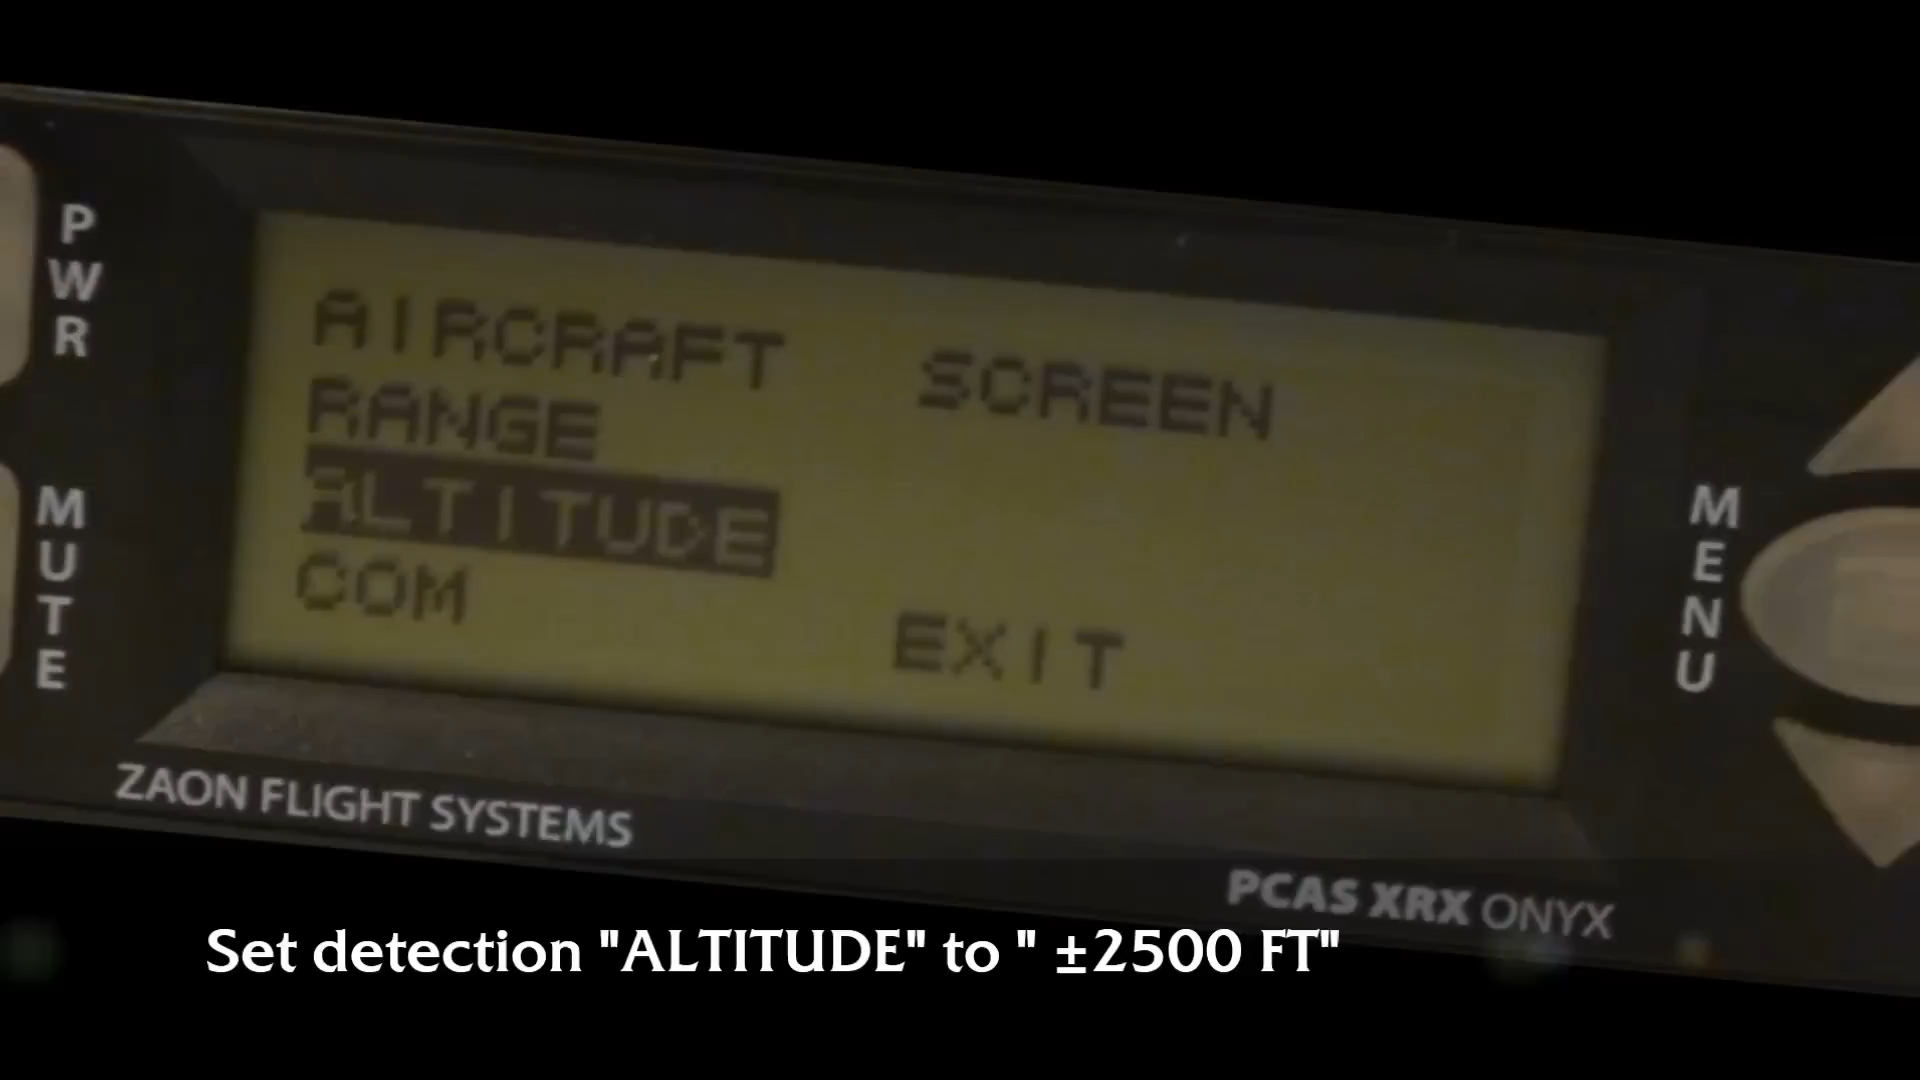 PWR
MUTE
AIRCRAFT SCREEN
RANGE
ALTITUDE
COM EXIT
MENU
ZAON FLIGHT SYSTEMS
PCAS XRX ONYX
Set detection "ALTITUDE" to " ±2500 FT"